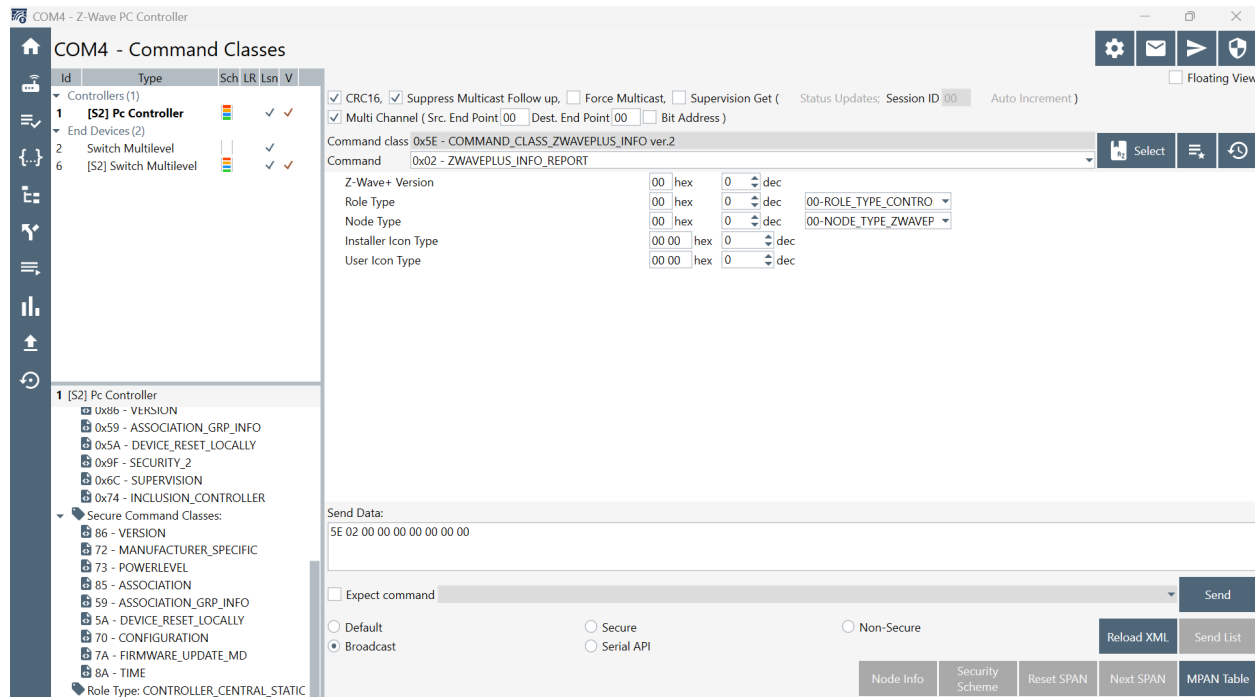 COM4 - Z-Wave PC Controller
COM4 - Command Classes
Id Type Sch LR Lsn V
Controllers (1)
1 [S2] Pc Controller
End Devices (2)
2 Switch Multilevel
6 [S2] Switch Multilevel
1 [S2] Pc Controller
0x86 - VERSION
0x59 - ASSOCIATION_GRP_INFO
0x5A - DEVICE_RESET_LOCALLY
0x9F - SECURITY_2
0x6C - SUPERVISION
0x74 - INCLUSION_CONTROLLER
Secure Command Classes:
86 - VERSION
72 - MANUFACTURER_SPECIFIC
73 - POWERLEVEL
85 - ASSOCIATION
59 - ASSOCIATION_GRP_INFO
5A - DEVICE_RESET_LOCALLY
70 - CONFIGURATION
7A - FIRMWARE_UPDATE_MD
8A - TIME
Role Type: CONTROLLER_CENTRAL_STATIC
Floating View
CRC16, Suppress Multicast Follow up, Force Multicast, Supervision Get ( Status Updates; Session ID 00 Auto Increment )
Multi Channel ( Src. End Point 00 Dest. End Point 00 Bit Address )
Command class 0x5E - COMMAND_CLASS_ZWAVEPLUS_INFO ver.2
Command 0x02 - ZWAVEPLUS_INFO_REPORT
Select
Z-Wave+ Version 00 hex 0 dec
Role Type 00 hex 0 dec 00-ROLE_TYPE_CONTRO
Node Type 00 hex 0 dec 00-NODE_TYPE_ZWAVEP
Installer Icon Type 00 00 hex 0 dec
User Icon Type 00 00 hex 0 dec
Send Data:
5E 02 00 00 00 00 00 00 00
Expect command
Send
Default Secure Non-Secure
Broadcast Serial API
Reload XML Send List
Node Info Security Scheme Reset SPAN Next SPAN MPAN Table